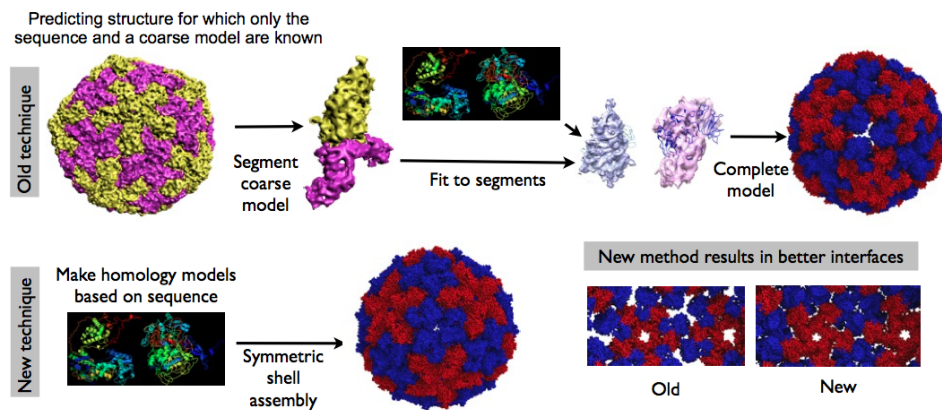 Predicting structure for which only the
sequence and a coarse model are known
Old technique
Segment
coarse
model
Fit to segments
Complete
model
New technique
Make homology models
based on sequence
Symmetric
shell
assembly
New method results in better interfaces
Old
New